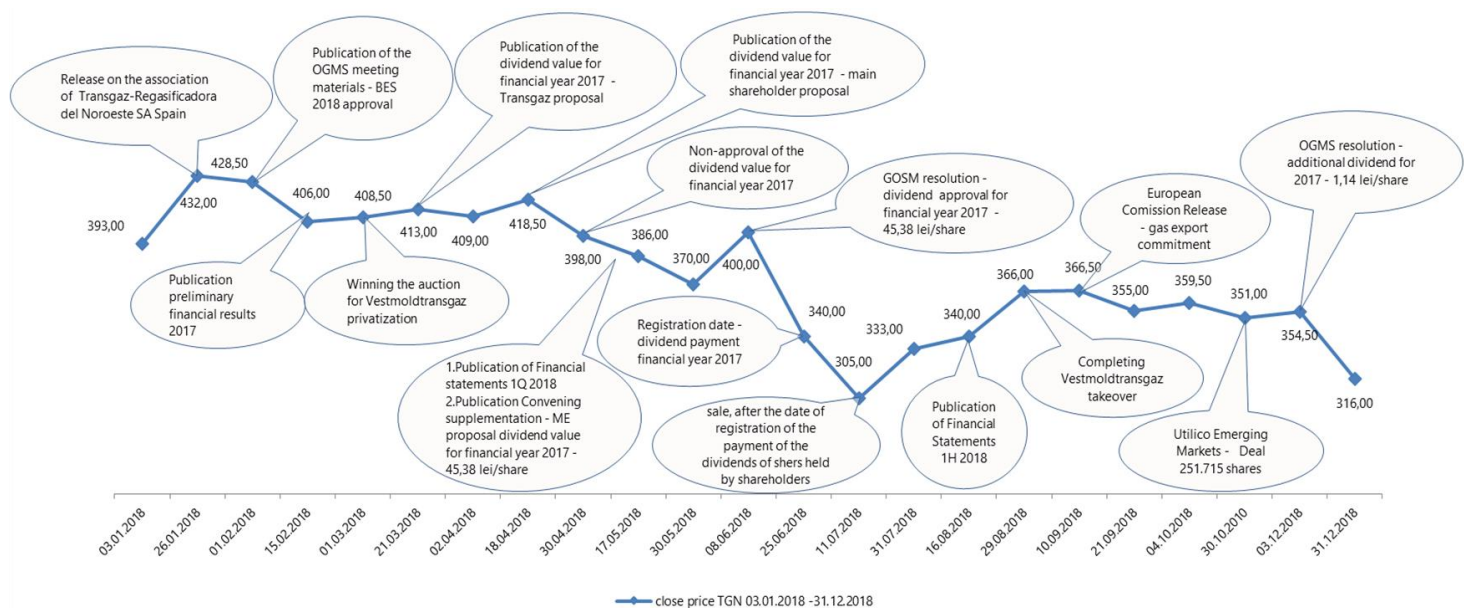 Release on the association
of Transgaz-Regasificadora
del Noroeste SA Spain
Publication of the
OGMS meeting
materials - BES
2018 approval
Publication of the
dividend value for
financial year 2017 -
Transgaz proposal
Publication of the
dividend value for
financial year 2017 - main
shareholder proposal
Non-approval of the
dividend value for
financial year 2017
GOSM resolution -
dividend approval for
financial year 2017 -
45,38 lei/share
European
Comission Release
- gas export
commitment
OGMS resolution -
additional dividend for
2017 - 1,14 lei/share
393,00
432,00
428,50
406,00
408,50
413,00
409,00
418,50
398,00
386,00
370,00
400,00
340,00
305,00
333,00
340,00
366,00
366,50
355,00
359,50
351,00
354,50
316,00
Publication
preliminary
financial results
2017
Winning the auction
for Vestmoldtransgaz
privatization
1.Publication of Financial
statements 1Q 2018
2.Publication Convening
supplementation - ME
proposal dividend value
for financial year 2017 -
45,38 lei/share
Registration date -
dividend payment
financial year 2017
sale, after the date of
registration of the
payment of the
dividends of shers held
by shareholders
Publication
of Financial
Statements
1H 2018
Completing
Vestmoldtransgaz
takeover
Utilico Emerging
Markets - Deal
251.715 shares
03.01.2018
26.01.2018
01.02.2018
15.02.2018
01.03.2018
21.03.2018
02.04.2018
18.04.2018
30.04.2018
17.05.2018
30.05.2018
08.06.2018
25.06.2018
11.07.2018
31.07.2018
16.08.2018
29.08.2018
10.09.2018
21.09.2018
04.10.2018
30.10.2010
03.12.2018
31.12.2018
close price TGN 03.01.2018 -31.12.2018